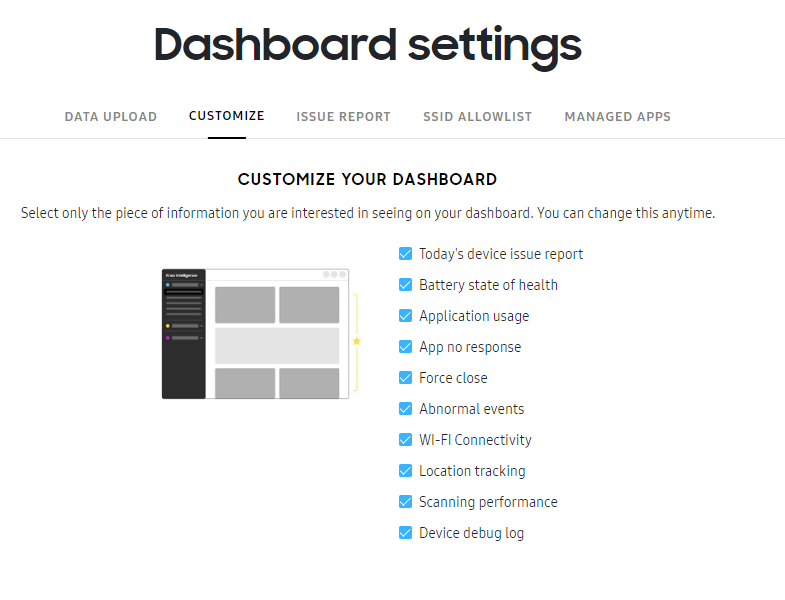 Dashboard settings
DATA UPLOAD CUSTOMIZE ISSUE REPORT SSID ALLOWLIST MANAGED APPS
CUSTOMIZE YOUR DASHBOARD
Select only the piece of information you are interested in seeing on your dashboard. You can change this anytime.
Today's device issue report
Battery state of health
Application usage
App no response
Force close
Abnormal events
WI-FI Connectivity
Location tracking
Scanning performance
Device debug log